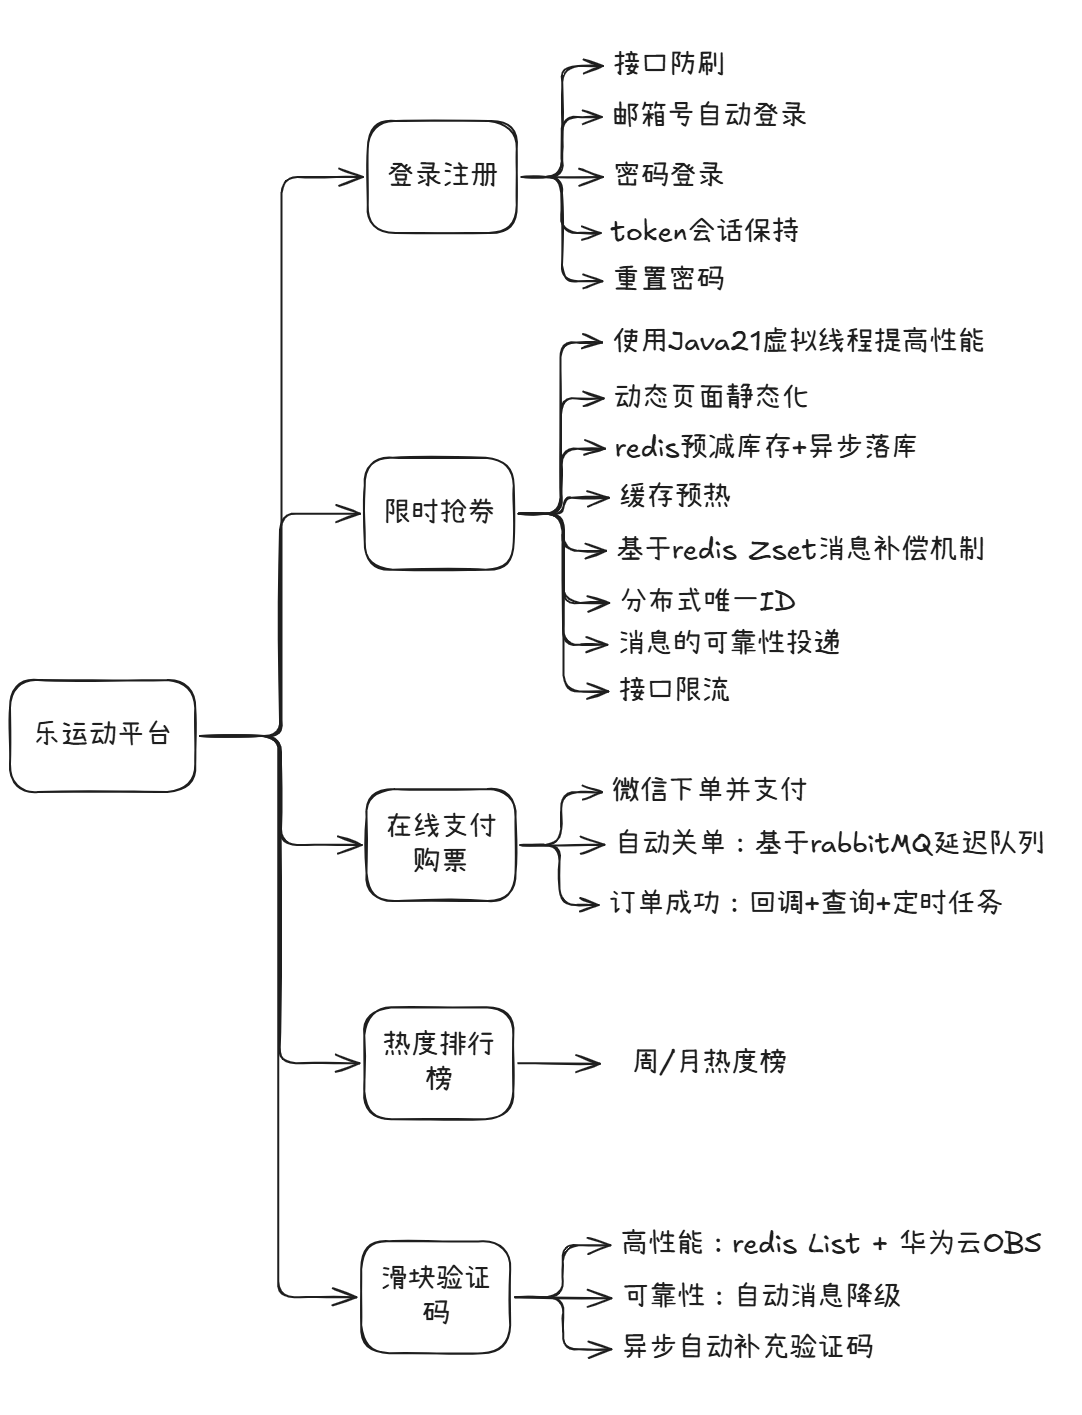 接口防刷
邮箱号自动登录
登录注册
密码登录
token会话保持
重置密码
使用Java21虚拟线程提高性能
动态页面静态化
redis预减库存+异步落库
缓存预热
限时抢券
基于redis Zset消息补偿机制
分布式唯一ID
消息的可靠性投递
接口限流
乐运动平台
微信下单并支付
在线支付
购票
自动关单：基于rabbitMQ延迟队列
订单成功：回调+查询+定时任务
热度排行
榜
周/月热度榜
高性能：redis List + 华为云OBS
滑块验证
码
可靠性：自动消息降级
异步自动补充验证码